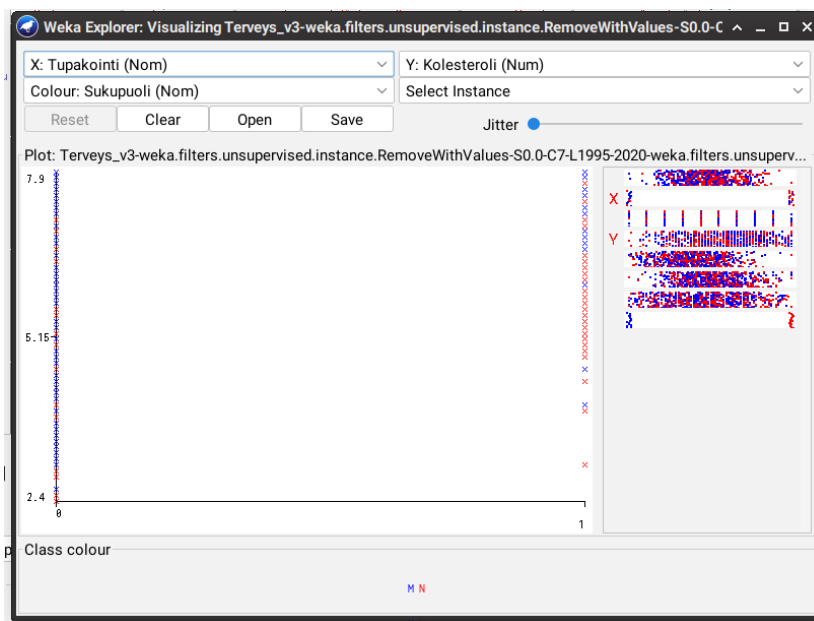 Weka Explorer: Visualizing Terveys_v3-weka.filters.unsupervised.instance.RemoveWithValues-S0.0-C
X: Tupakointi (Nom)
Y: Kolesteroli (Num)
Colour: Sukupuoli (Nom)
Select Instance
Reset
Clear
Open
Save
Jitter
Plot: Terveys_v3-weka.filters.unsupervised.instance.RemoveWithValues-S0.0-C7-L1995-2020-weka.filters.unsuperv...
7.9
5.15
2.4
0
1
X
Y
Class colour
M N